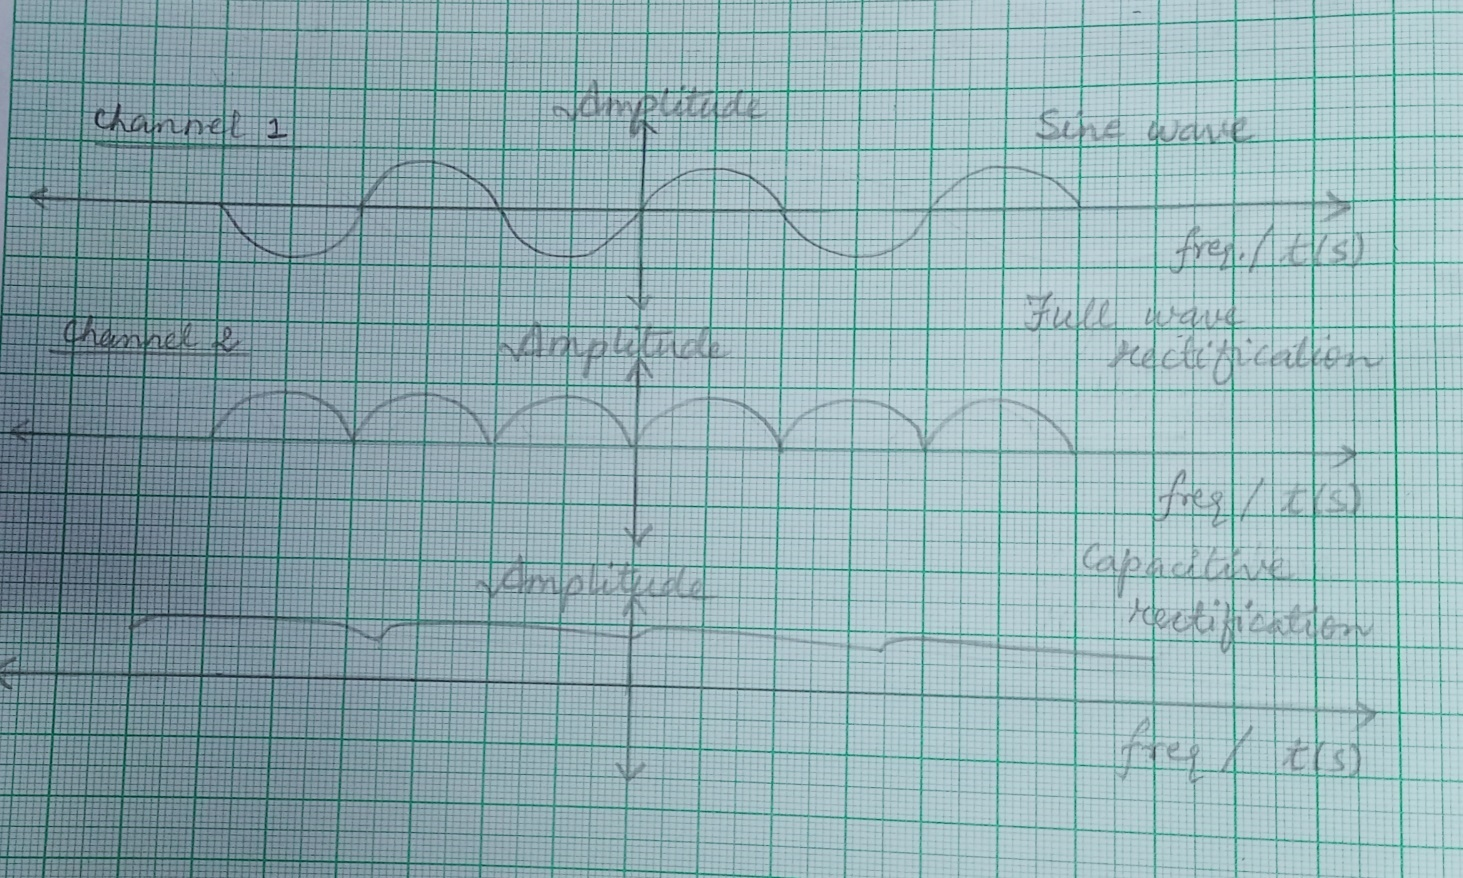 Channel 1
Amplitude
Sine wave
freq./ t(s)
Channel 2
Amplitude
Full wave
rectification
freq / t(s)
Amplitude
Capacitive
rectification
freq / t(s)